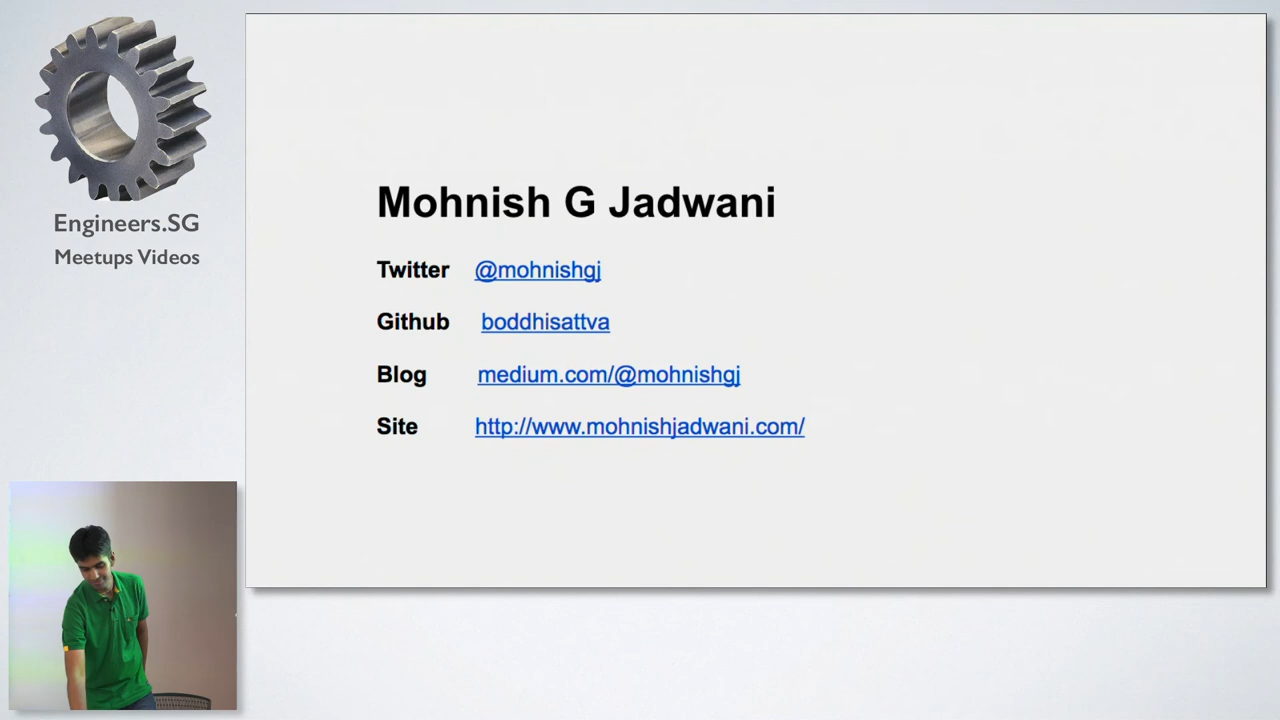 Engineers.SG
Meetups Videos
Mohnish G Jadwani
Twitter @mohnishgj
Github boddhisattva
Blog medium.com/@mohnishgj
Site http://www.mohnishjadwani.com/